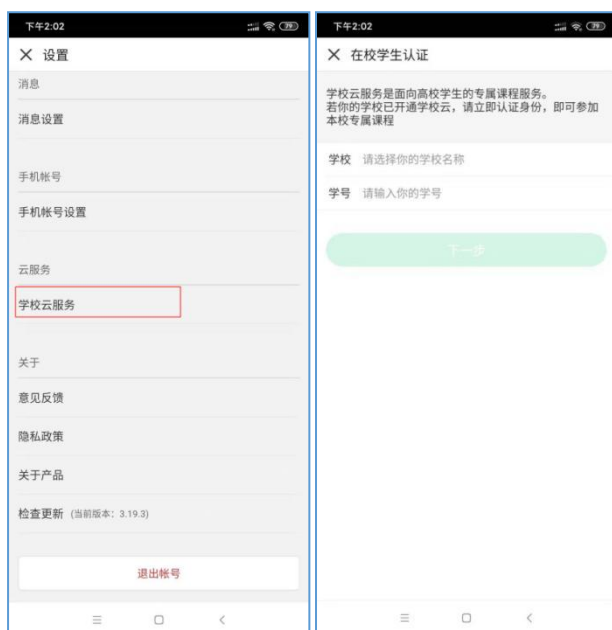 下午2:02
79
设置
消息
消息设置
手机帐号
手机帐号设置
云服务
学校云服务
关于
意见反馈
隐私政策
关于产品
检查更新 (当前版本：3.19.3)
退出帐号
下午2:02
79
在校学生认证
学校云服务是面向高校学生的专属课程服务。
若你的学校已开通学校云，请立即认证身份，即可参加
本校专属课程
学校 请选择你的学校名称
学号 请输入你的学号
下一步